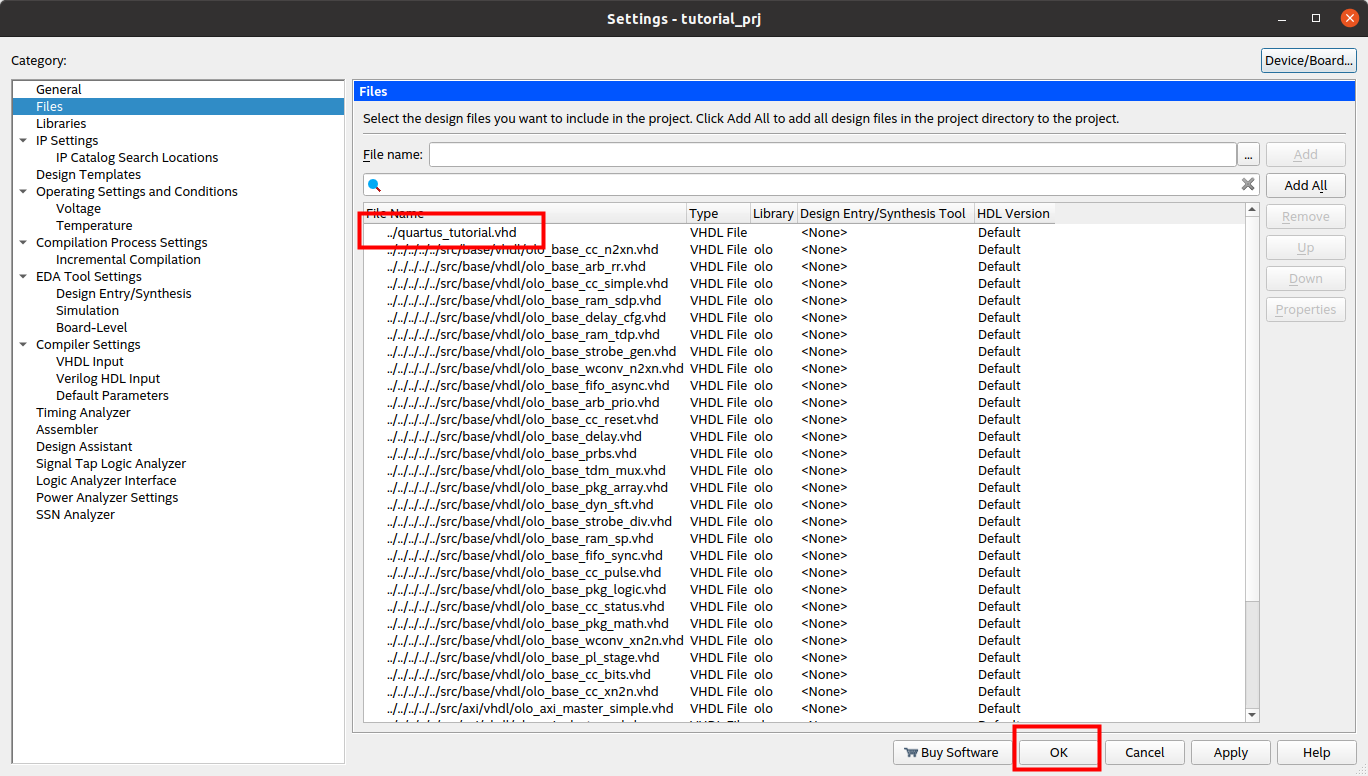 Settings - tutorial_prj
Category:
Device/Board...
General
Files
Libraries
IP Settings
IP Catalog Search Locations
Design Templates
Operating Settings and Conditions
Voltage
Temperature
Compilation Process Settings
Incremental Compilation
EDA Tool Settings
Design Entry/Synthesis
Simulation
Board-Level
Compiler Settings
VHDL Input
Verilog HDL Input
Default Parameters
Timing Analyzer
Assembler
Design Assistant
Signal Tap Logic Analyzer
Logic Analyzer Interface
Power Analyzer Settings
SSN Analyzer
Files
Select the design files you want to include in the project. Click Add All to add all design files in the project directory to the project.
File name: ... Add
Add All
Remove
Up
Down
Properties
File Name Type Library Design Entry/Synthesis Tool HDL Version
../quartus_tutorial.vhd VHDL File <None> Default
../../../../../src/base/vhdl/olo_base_cc_n2xn.vhd VHDL File olo <None> Default
../../../../../src/base/vhdl/olo_base_arb_rr.vhd VHDL File olo <None> Default
../../../../../src/base/vhdl/olo_base_cc_simple.vhd VHDL File olo <None> Default
../../../../../src/base/vhdl/olo_base_ram_sdp.vhd VHDL File olo <None> Default
../../../../../src/base/vhdl/olo_base_delay_cfg.vhd VHDL File olo <None> Default
../../../../../src/base/vhdl/olo_base_ram_tdp.vhd VHDL File olo <None> Default
../../../../../src/base/vhdl/olo_base_strobe_gen.vhd VHDL File olo <None> Default
../../../../../src/base/vhdl/olo_base_wconv_n2xn.vhd VHDL File olo <None> Default
../../../../../src/base/vhdl/olo_base_fifo_async.vhd VHDL File olo <None> Default
../../../../../src/base/vhdl/olo_base_arb_prio.vhd VHDL File olo <None> Default
../../../../../src/base/vhdl/olo_base_cc_reset.vhd VHDL File olo <None> Default
../../../../../src/base/vhdl/olo_base_delay.vhd VHDL File olo <None> Default
../../../../../src/base/vhdl/olo_base_prbs.vhd VHDL File olo <None> Default
../../../../../src/base/vhdl/olo_base_tdm_mux.vhd VHDL File olo <None> Default
../../../../../src/base/vhdl/olo_base_pkg_array.vhd VHDL File olo <None> Default
../../../../../src/base/vhdl/olo_base_dyn_sft.vhd VHDL File olo <None> Default
../../../../../src/base/vhdl/olo_base_strobe_div.vhd VHDL File olo <None> Default
../../../../../src/base/vhdl/olo_base_ram_sp.vhd VHDL File olo <None> Default
../../../../../src/base/vhdl/olo_base_fifo_sync.vhd VHDL File olo <None> Default
../../../../../src/base/vhdl/olo_base_cc_pulse.vhd VHDL File olo <None> Default
../../../../../src/base/vhdl/olo_base_pkg_logic.vhd VHDL File olo <None> Default
../../../../../src/base/vhdl/olo_base_cc_status.vhd VHDL File olo <None> Default
../../../../../src/base/vhdl/olo_base_pkg_math.vhd VHDL File olo <None> Default
../../../../../src/base/vhdl/olo_base_wconv_xn2n.vhd VHDL File olo <None> Default
../../../../../src/base/vhdl/olo_base_pl_stage.vhd VHDL File olo <None> Default
../../../../../src/base/vhdl/olo_base_cc_bits.vhd VHDL File olo <None> Default
../../../../../src/base/vhdl/olo_base_cc_xn2n.vhd VHDL File olo <None> Default
../../../../../src/axi/vhdl/olo_axi_master_simple.vhd VHDL File olo <None> Default
Buy Software OK Cancel Apply Help